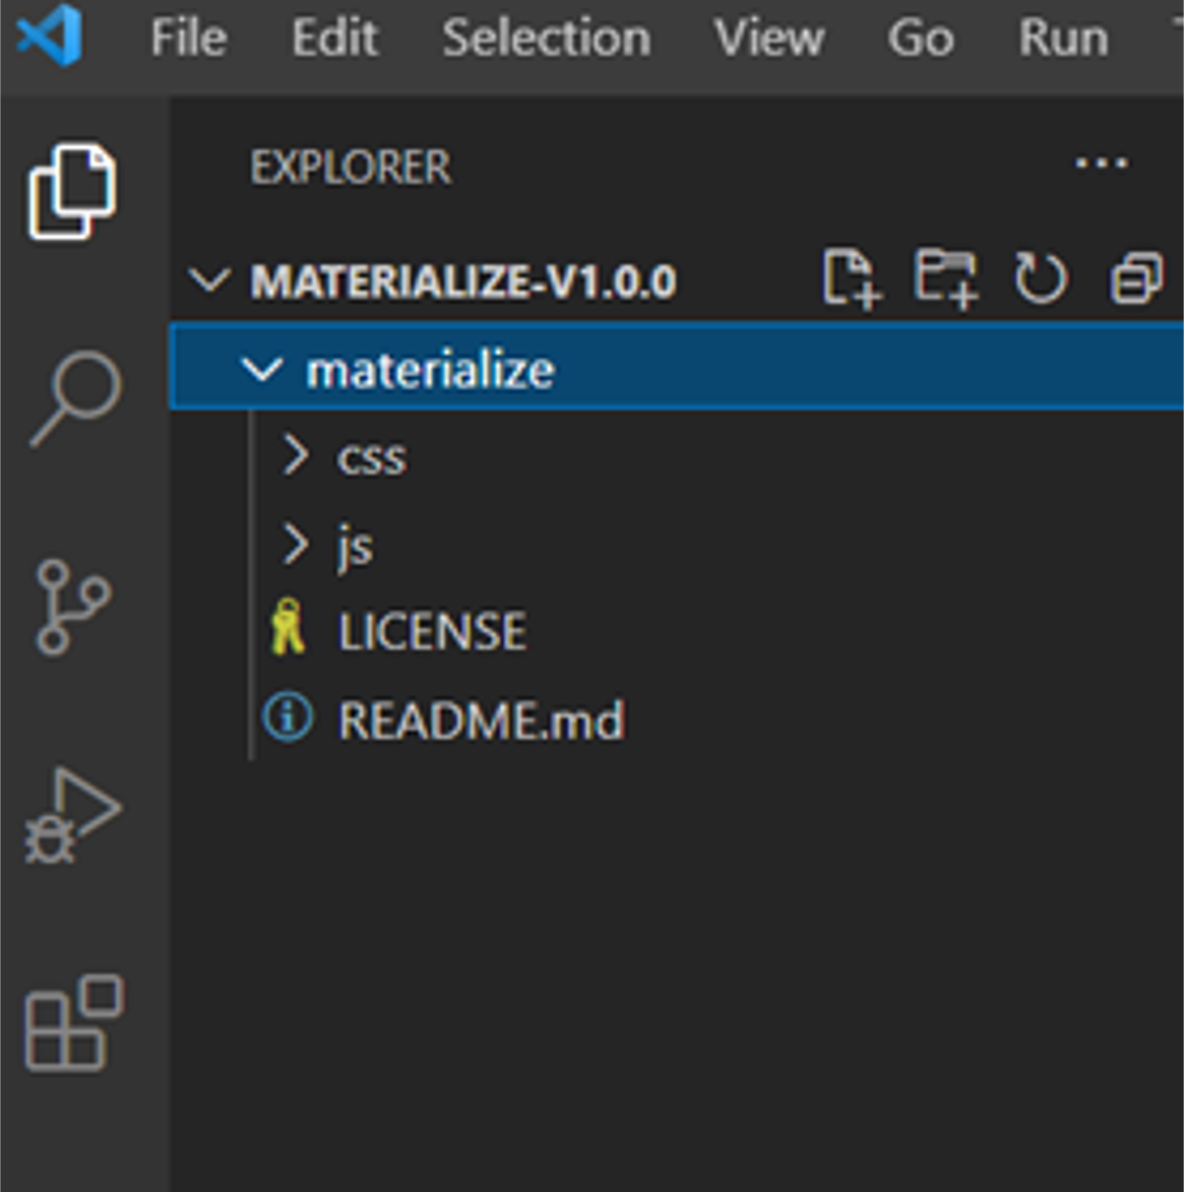 File Edit Selection View Go Run
EXPLORER
MATERIALIZE-V1.0.0
materialize
css
js
LICENSE
README.md